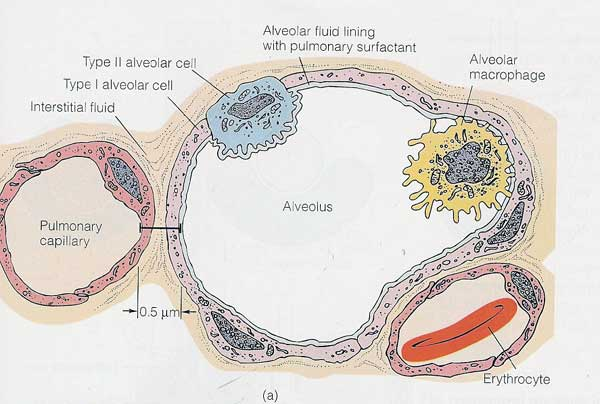 Alveolar fluid lining
with pulmonary surfactant
Type II alveolar cell
Alveolar
macrophage
Type I alveolar cell
Interstitial fluid
Alveolus
Pulmonary
capillary
0.5 µm
Erythrocyte
(a)